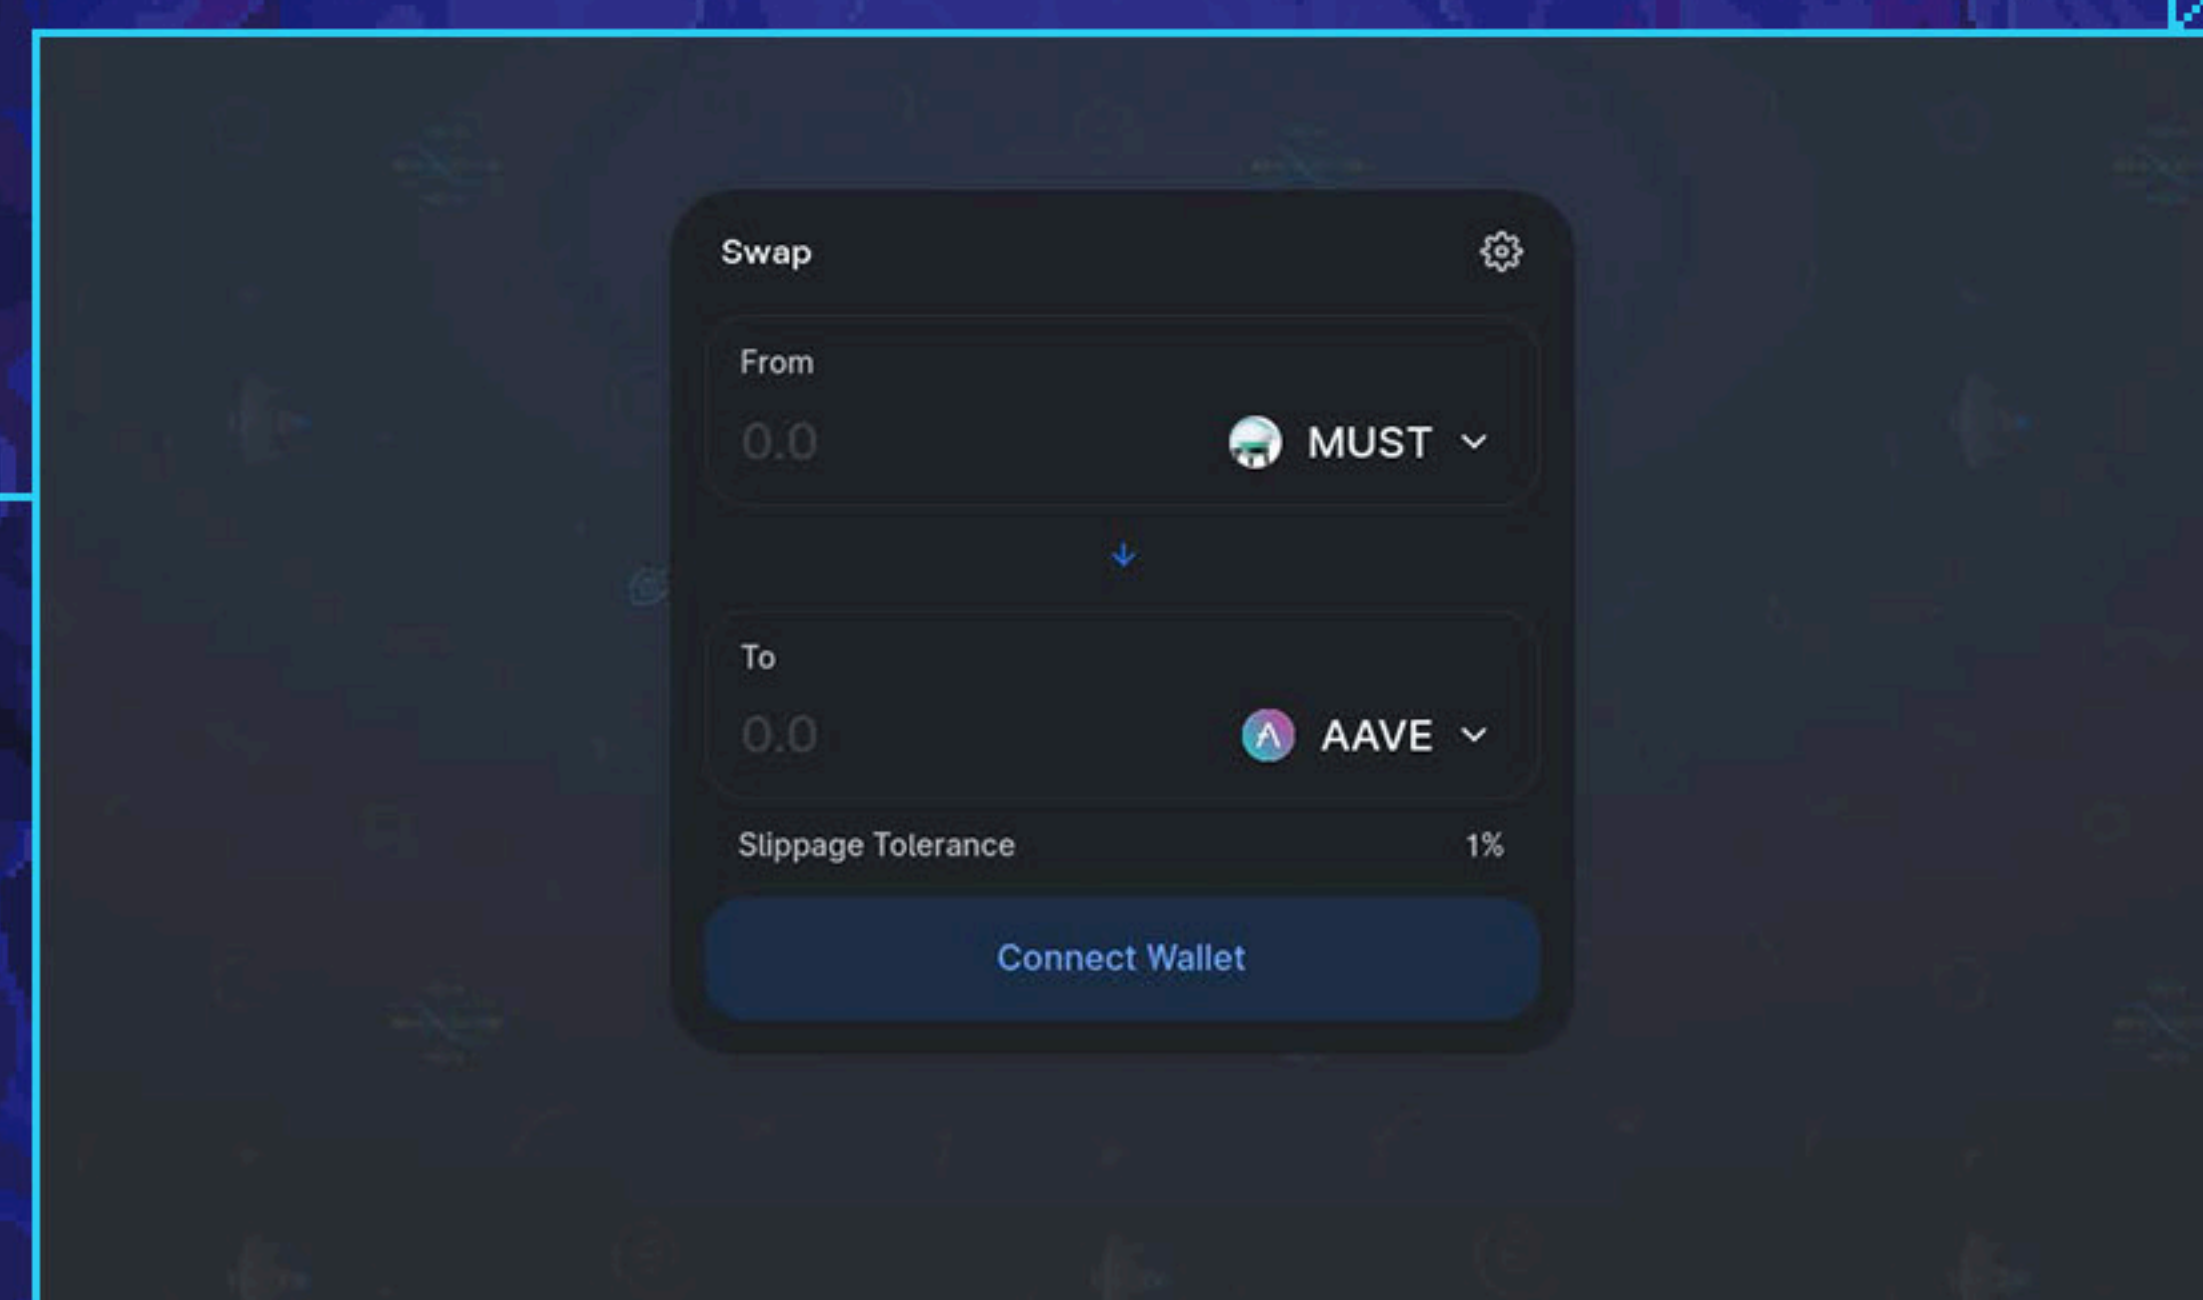 Swap
From
0.0 MUST
To
0.0 AAVE
Slippage Tolerance 1%
Connect Wallet